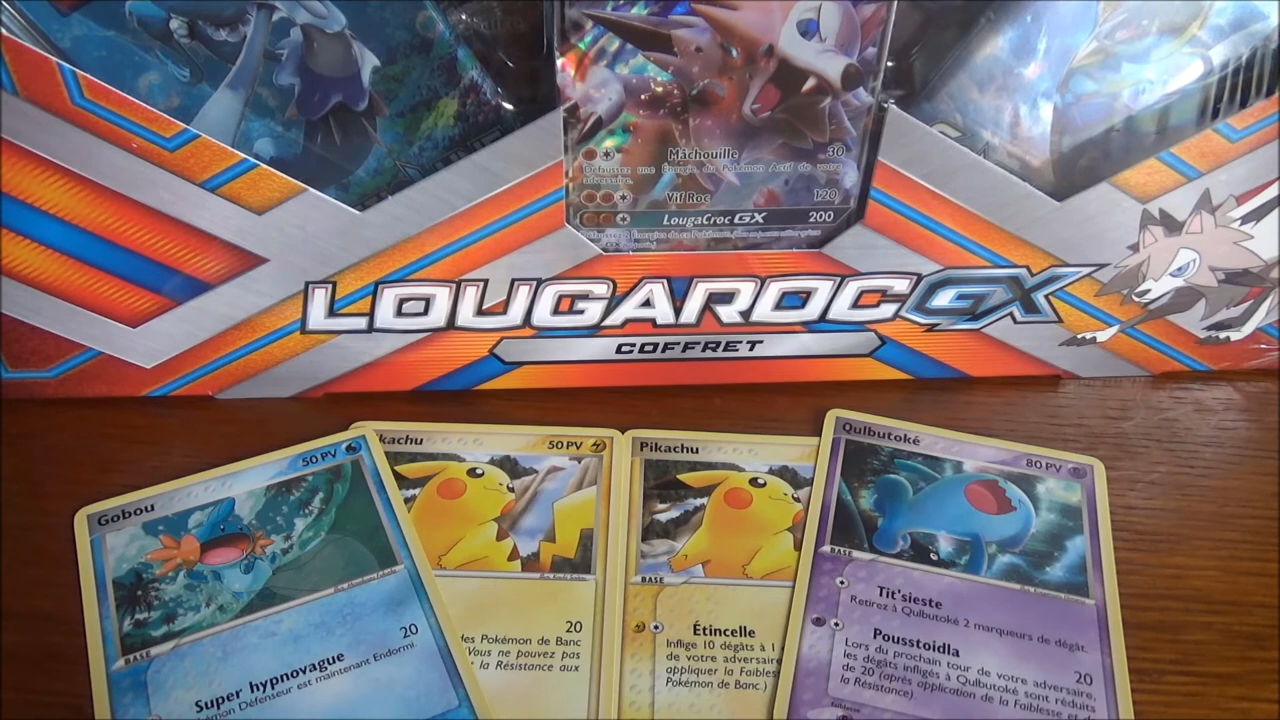 Mâchouille 30
Défaussez une Énergie du Pokémon Actif de votre
adversaire.
Vif Roc 120
LougaCroc GX 200
LOUGAROC GX
COFFRET
Gobou 50 PV
BASE
20
Super hypnovague
Défenseur est maintenant Endormi.
kachu 50 PV
20
des Pokémon de Banc
(Vous ne pouvez pas
la Résistance aux
Pikachu
BASE
Étincelle
Inflige 10 dégâts à 1
de votre adversaire
appliquer la Faibles
Pokémon de Banc.)
Qulbutoké 80 PV
BASE
Tit'sieste
Retirez à Qulbutoké 2 marqueurs de dégât.
Pousstoidla 20
Lors du prochain tour de votre adversaire,
les dégâts infligés à Qulbutoké sont réduits
de 20 (après application de la Faiblesse et de
la Résistance).
faiblesse